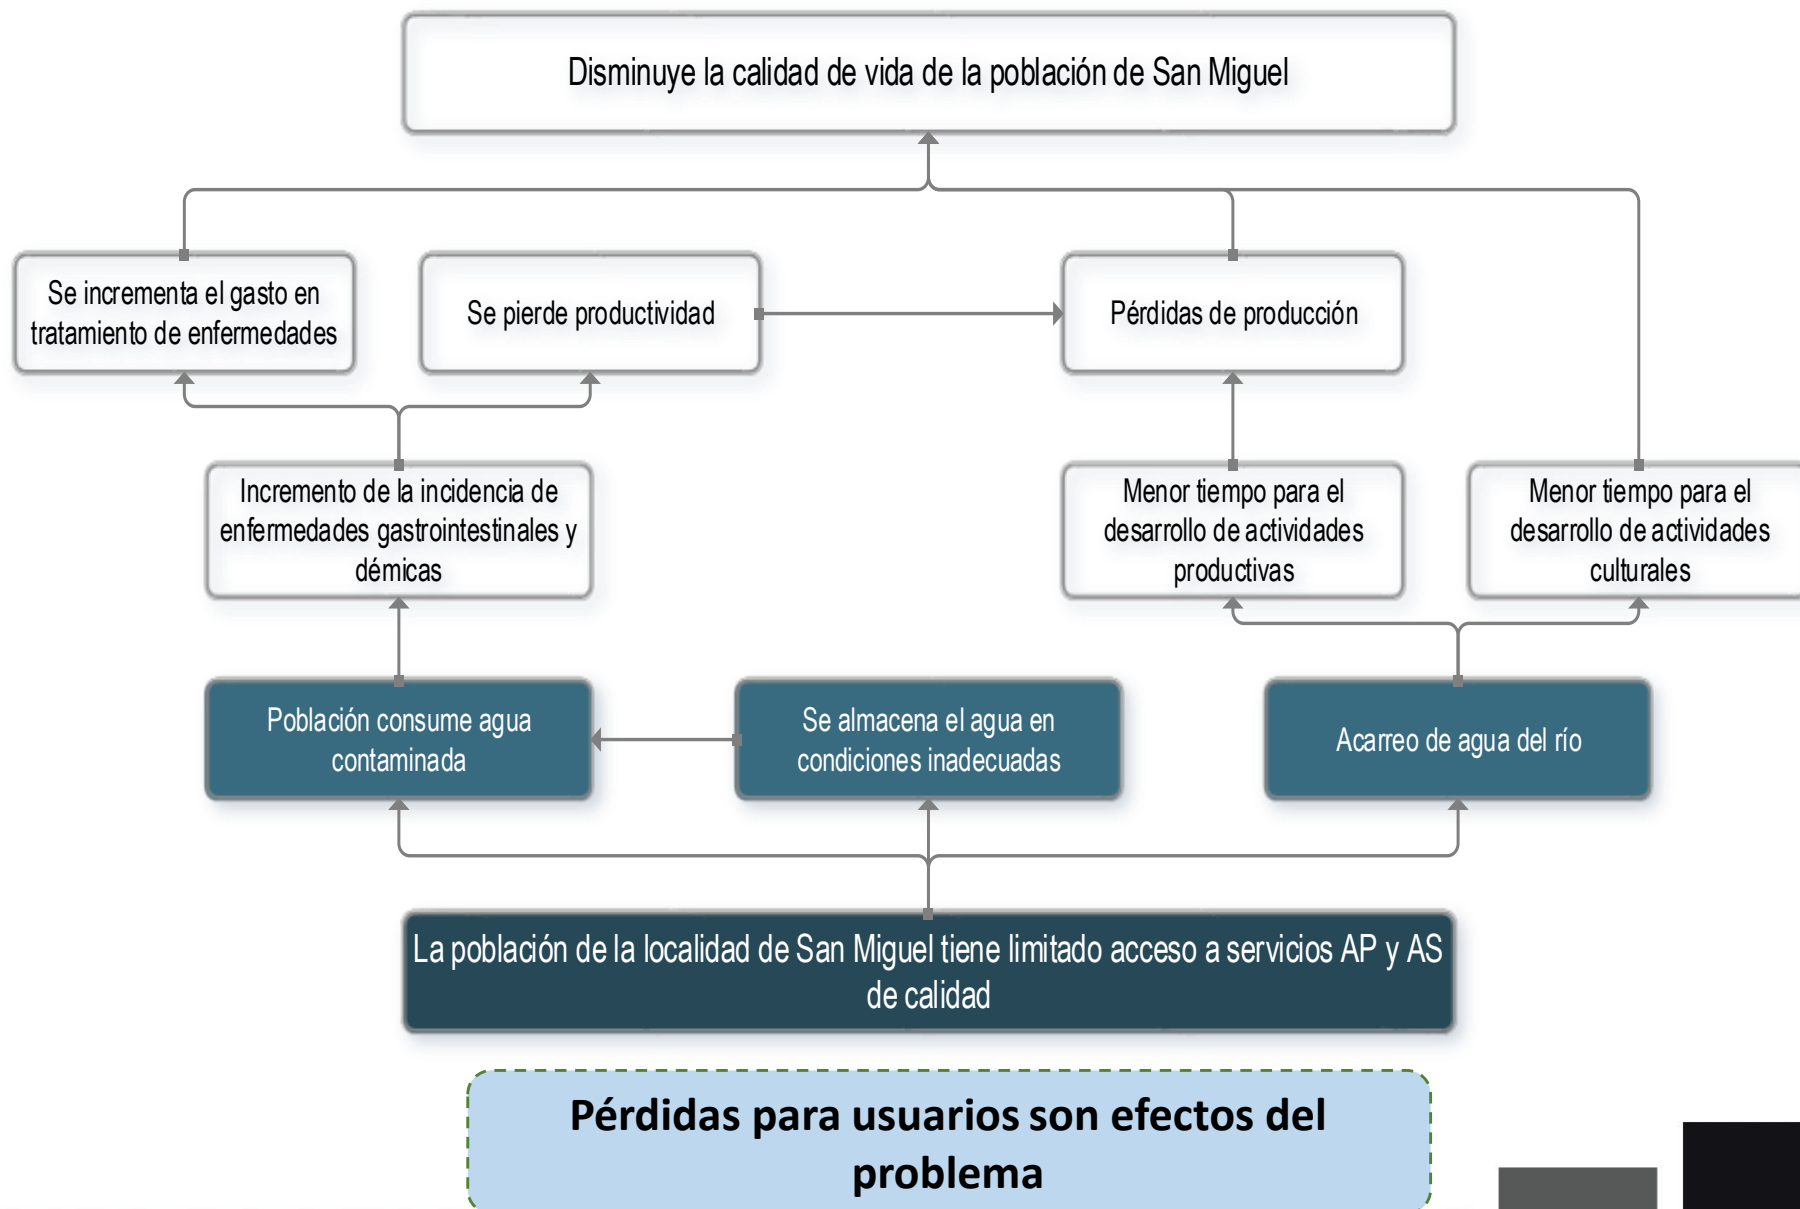 Disminuye la calidad de vida de la población de San Miguel
Se incrementa el gasto en
tratamiento de enfermedades
Se pierde productividad
Pérdidas de producción
Incremento de la incidencia de
enfermedades gastrointestinales y
démicas
Menor tiempo para el
desarrollo de actividades
productivas
Menor tiempo para el
desarrollo de actividades
culturales
Población consume agua
contaminada
Se almacena el agua en
condiciones inadecuadas
Acarreo de agua del río
La población de la localidad de San Miguel tiene limitado acceso a servicios AP y AS
de calidad
Pérdidas para usuarios son efectos del
problema